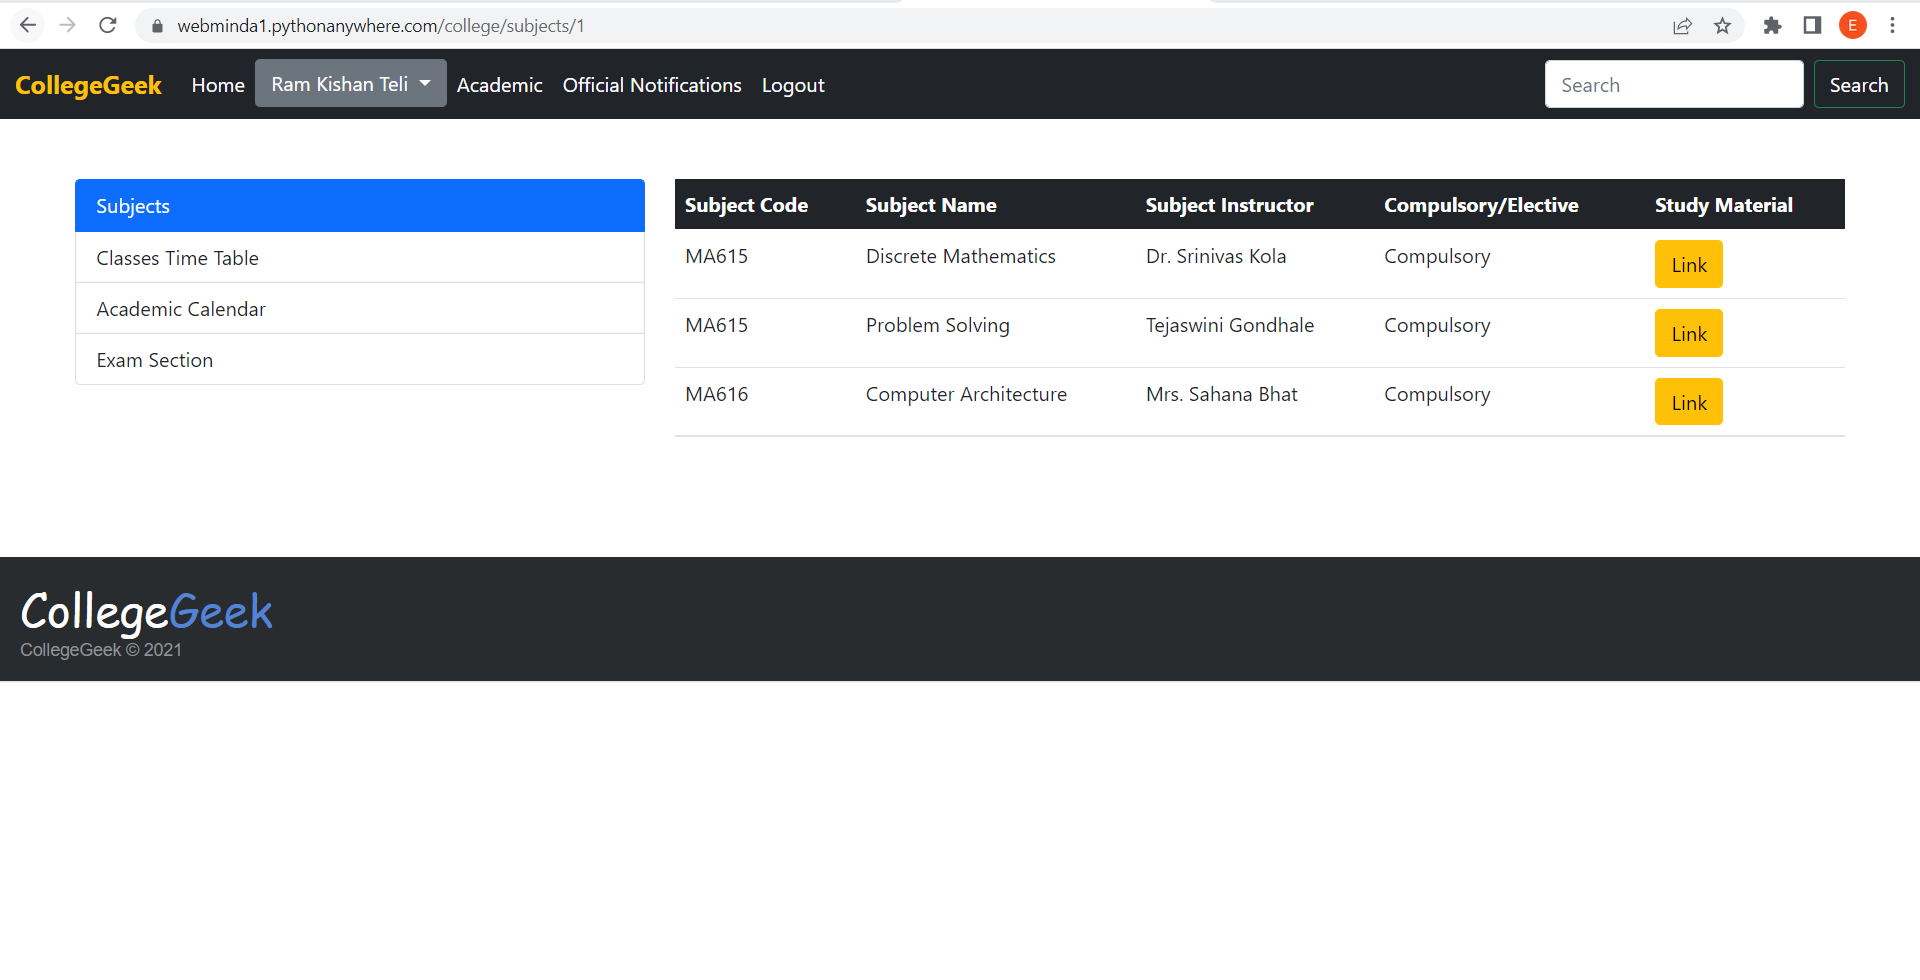 webminda1.pythonanywhere.com/college/subjects/1
E
CollegeGeek Home Ram Kishan Teli Academic Official Notifications Logout Search Search
Subjects
Classes Time Table
Academic Calendar
Exam Section
Subject Code Subject Name Subject Instructor Compulsory/Elective Study Material
MA615 Discrete Mathematics Dr. Srinivas Kola Compulsory Link
MA615 Problem Solving Tejaswini Gondhale Compulsory Link
MA616 Computer Architecture Mrs. Sahana Bhat Compulsory Link
CollegeGeek
CollegeGeek © 2021